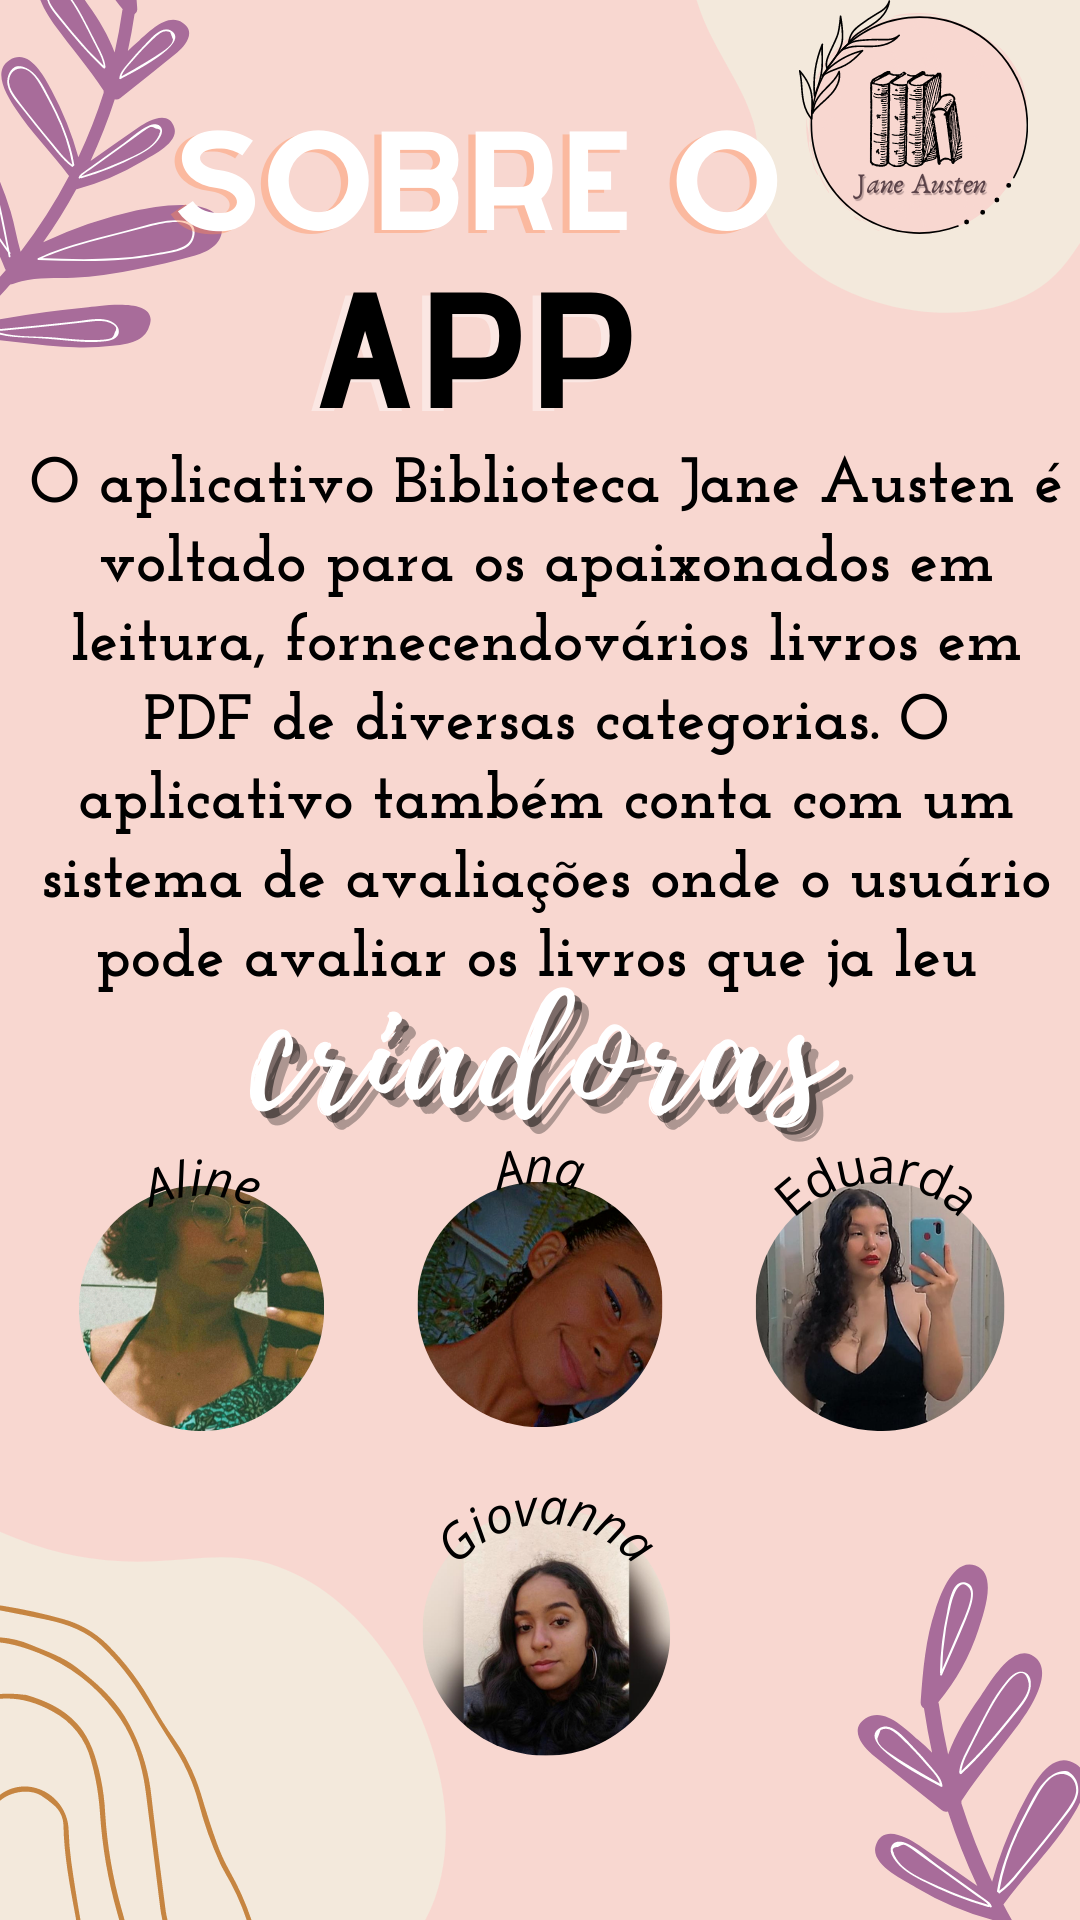 Jane Austen
SOBRE O
APP
O aplicativo Biblioteca Jane Austen é
voltado para os apaixonados em
leitura, fornecendovários livros em
PDF de diversas categorias. O
aplicativo também conta com um
sistema de avaliações onde o usuário
pode avaliar os livros que ja leu
criadoras
Aline
Ana
Eduarda
Giovanna